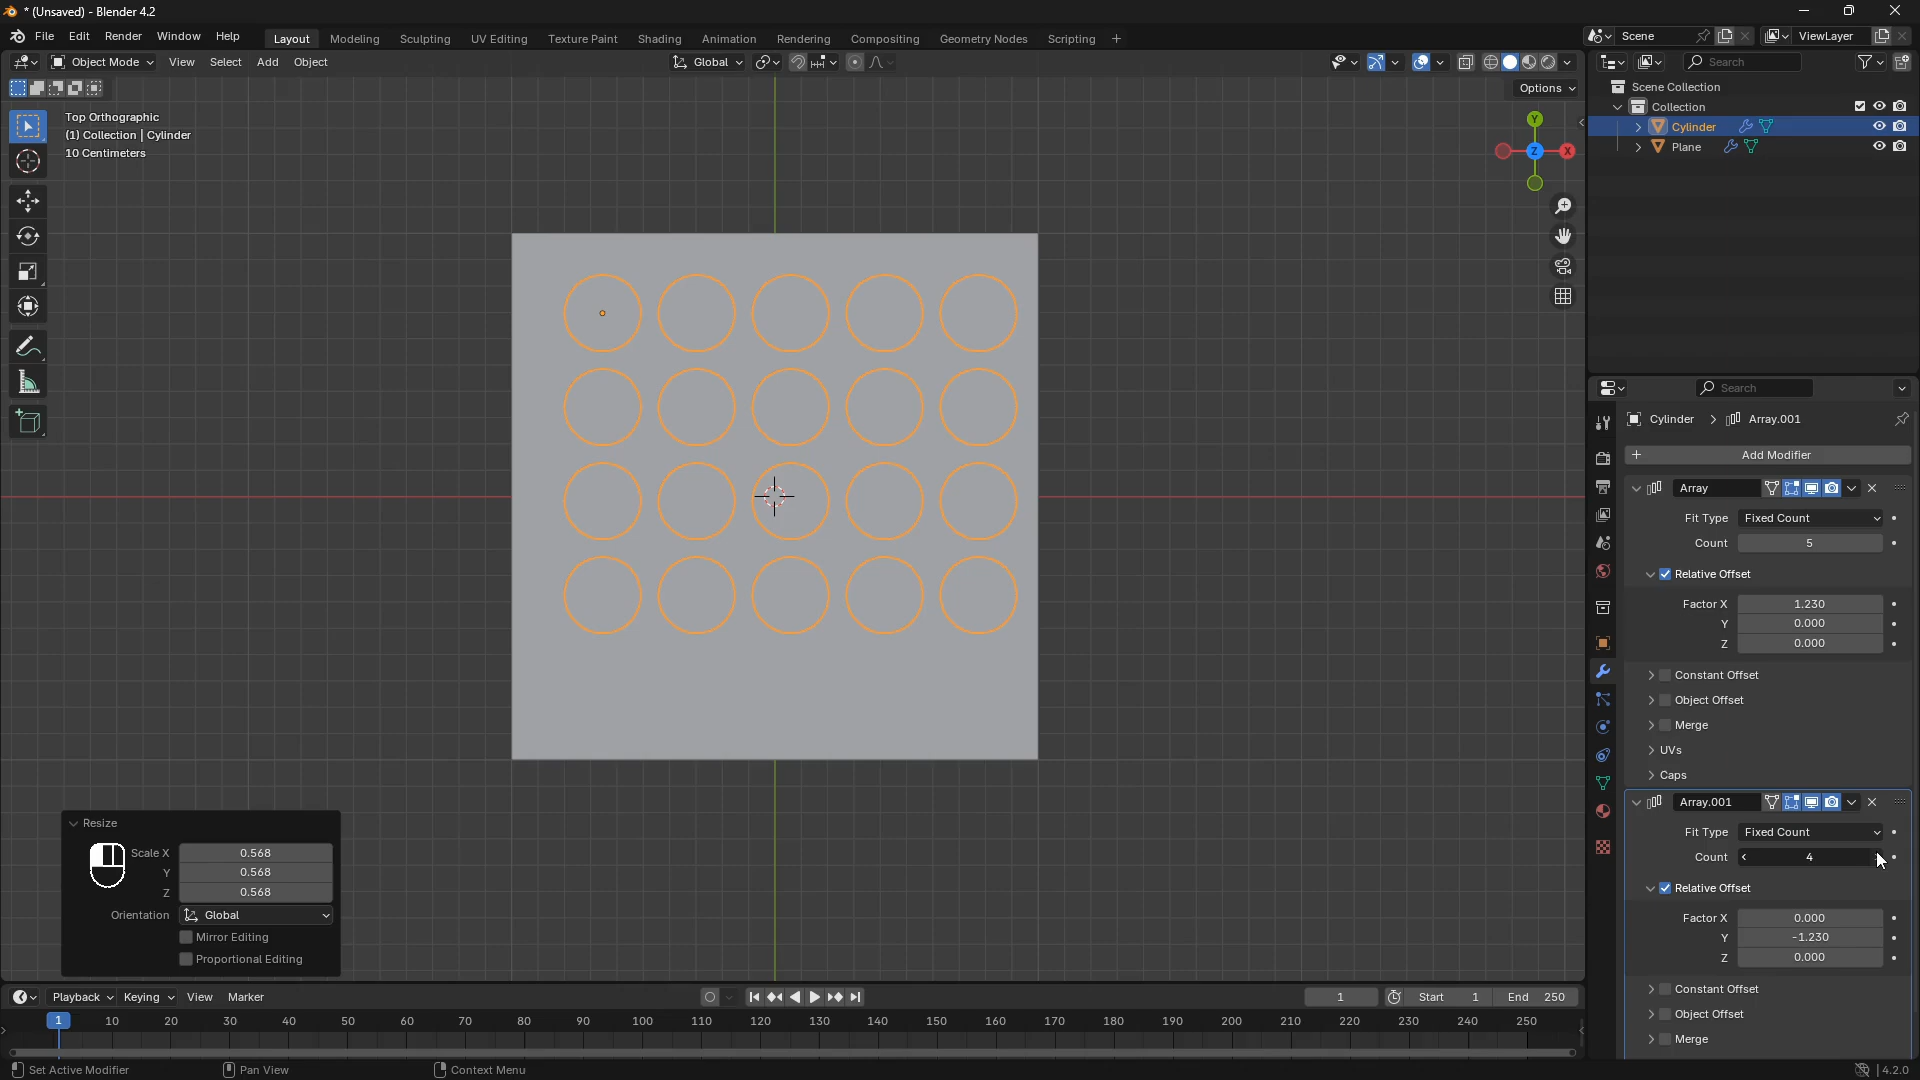 * (Unsaved) - Blender 4.2
File Edit Render Window Help Layout Modeling Sculpting UV Editing Texture Paint Shading Animation Rendering Compositing Geometry Nodes Scripting + Scene ViewLayer
Object Mode View Select Add Object Global Search
Options
Top Orthographic
(1) Collection | Cylinder
10 Centimeters
Y
X
Z
Scene Collection
Collection
Cylinder
Plane
Search
Cylinder > Array.001
+ Add Modifier
Array
Fit Type Fixed Count
Count 5
Relative Offset
Factor X 1.230
Y 0.000
Z 0.000
Constant Offset
Object Offset
Merge
UVs
Caps
Array.001
Fit Type Fixed Count
Count 4
Relative Offset
Factor X 0.000
Y -1.230
Z 0.000
Constant Offset
Object Offset
Merge
Resize
Scale X 0.568
Y 0.568
Z 0.568
Orientation Global
Mirror Editing
Proportional Editing
Playback Keying View Marker 1 Start 1 End 250
1 10 20 30 40 50 60 70 80 90 100 110 120 130 140 150 160 170 180 190 200 210 220 230 240 250
Set Active Modifier Pan View Context Menu 4.2.0